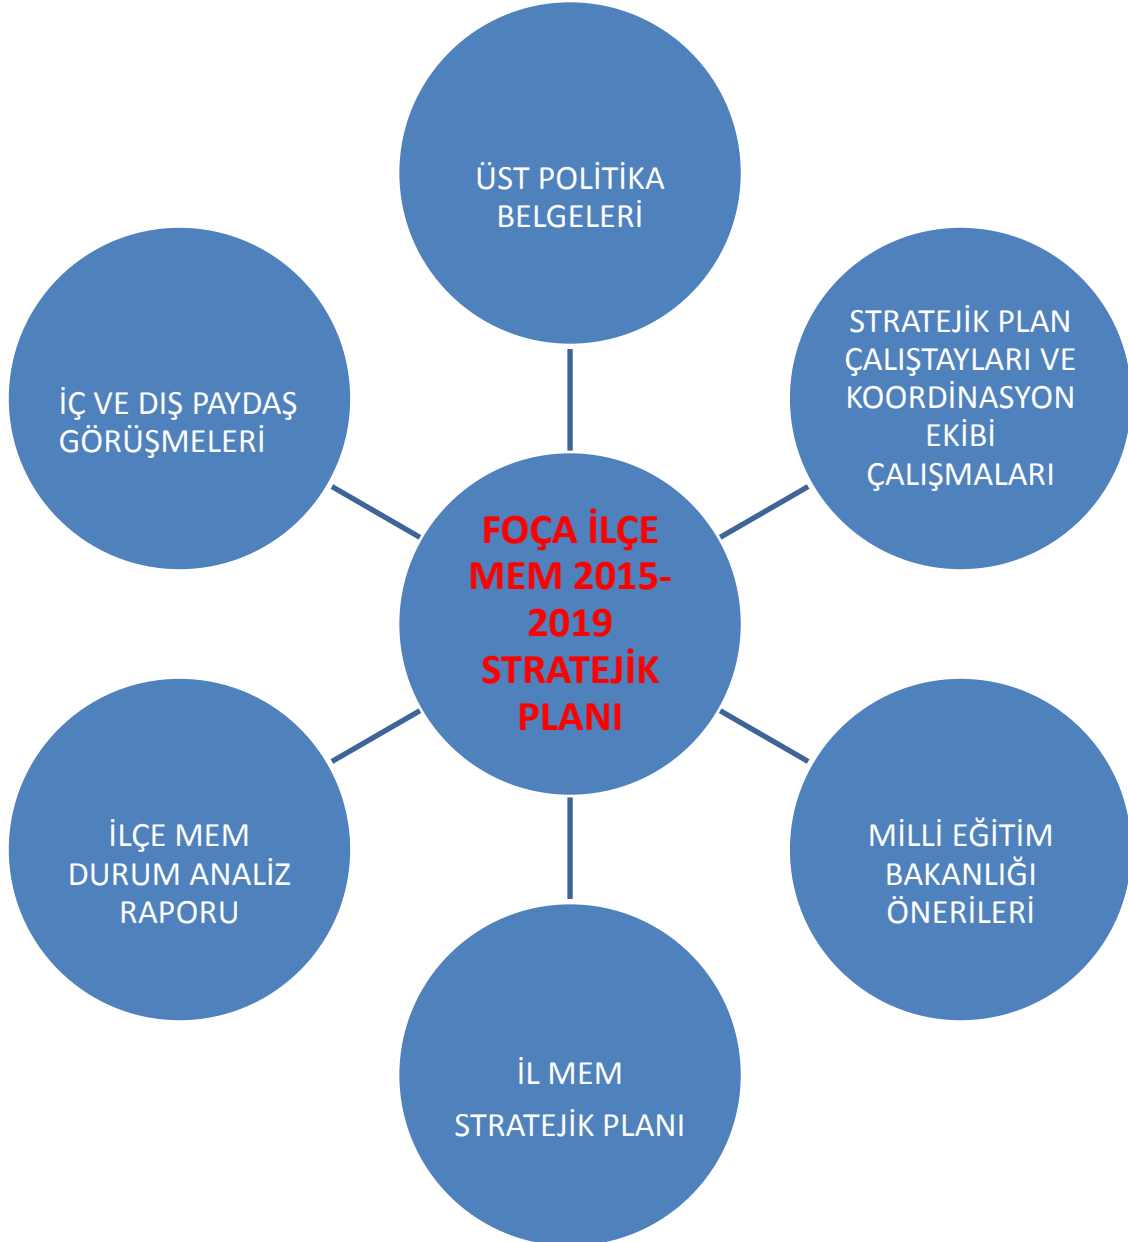 ÜST POLİTİKA
BELGELERİ
STRATEJİK PLAN
ÇALIŞTAYLARI VE
KOORDİNASYON
EKİBİ
ÇALIŞMALARI
İÇ VE DIŞ PAYDAŞ
GÖRÜŞMELERİ
FOÇA İLÇE
MEM 2015-
2019
STRATEJİK
PLANI
İLÇE MEM
DURUM ANALİZ
RAPORU
MİLLİ EĞİTİM
BAKANLIĞI
ÖNERİLERİ
İL MEM
STRATEJİK PLANI